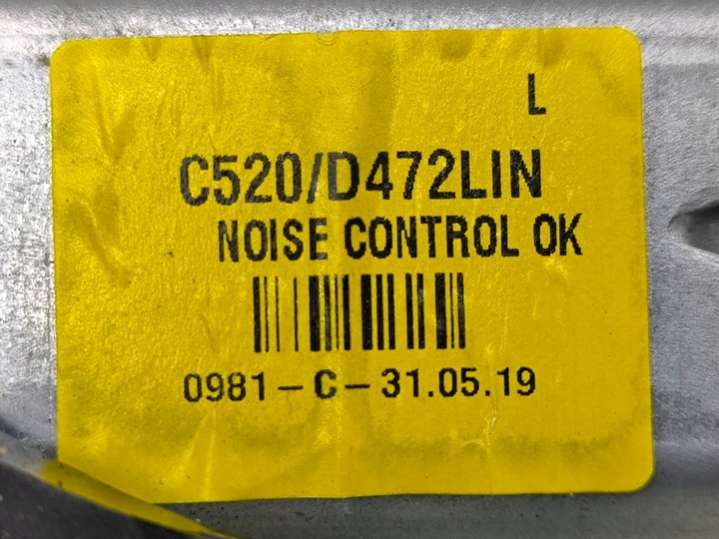 L
C520/D472LIN
NOISE CONTROL OK
0981-C-31.05.19